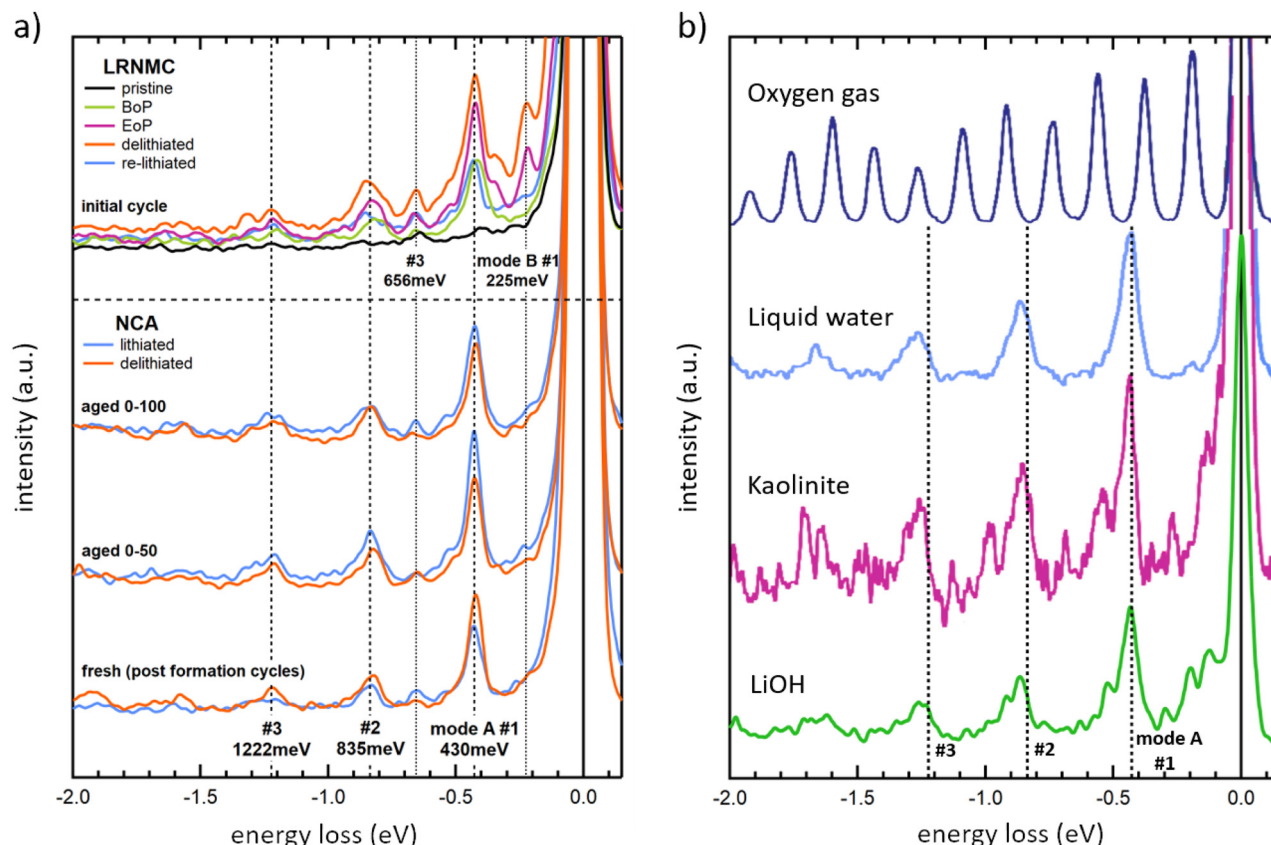 a)
LRNMC
pristine
BoP
EoP
delithiated
re-lithiated
initial cycle
#3
656meV
mode B #1
225meV
NCA
lithiated
delithiated
aged 0-100
aged 0-50
fresh (post formation cycles)
#3
1222meV
#2
835meV
mode A #1
430meV
intensity (a.u.)
-2.0
-1.5
-1.0
-0.5
0.0
energy loss (eV)
b)
Oxygen gas
Liquid water
Kaolinite
LiOH
#3
#2
mode A
#1
intensity (a.u.)
-2.0
-1.5
-1.0
-0.5
0.0
energy loss (eV)